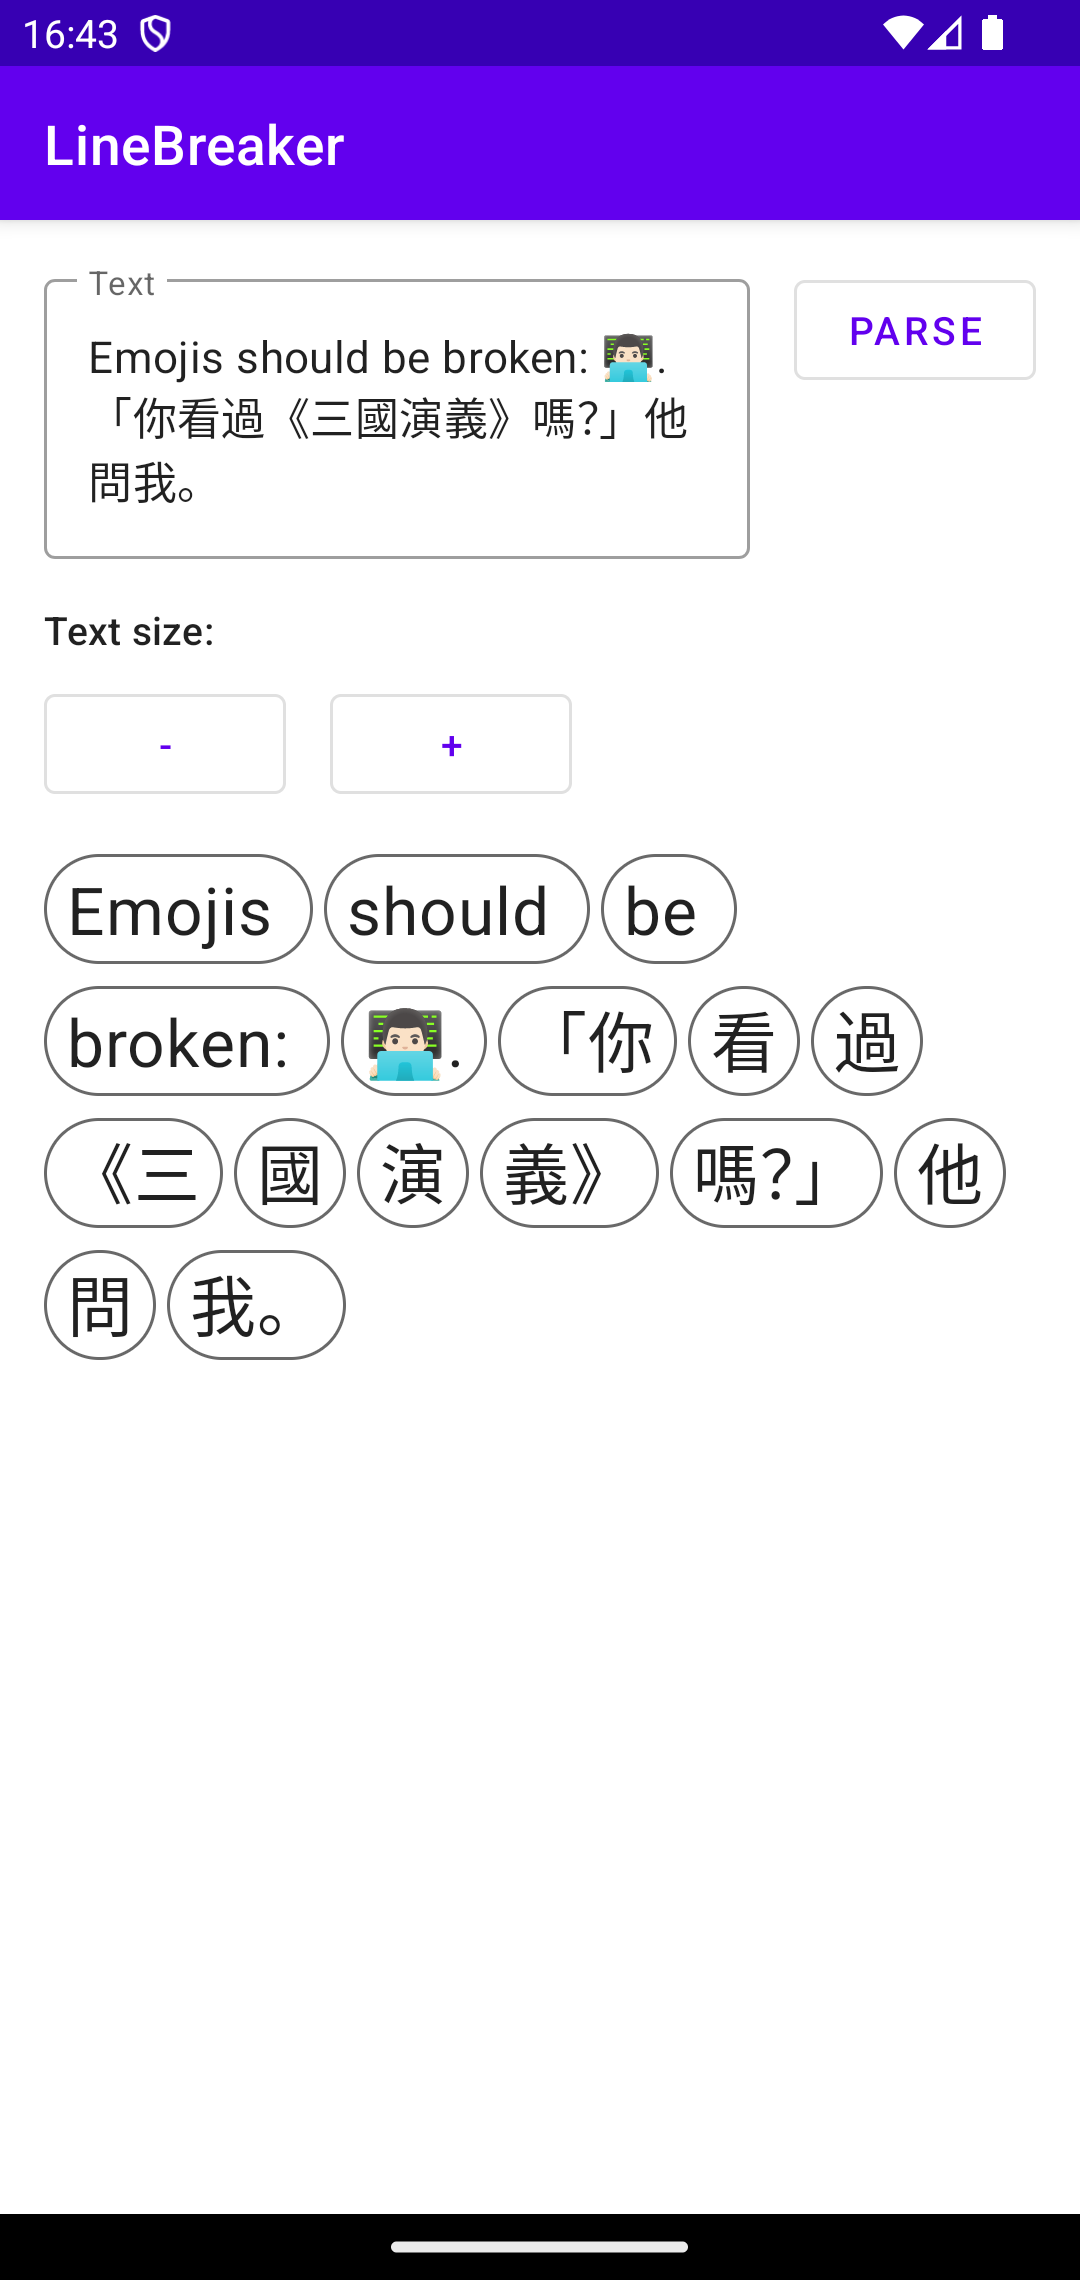 16:43
LineBreaker
Text
Emojis should be broken: 👨🏻‍💻.
「你看過《三國演義》嗎？」他
問我。
PARSE
Text size:
- +
Emojis should be
broken: 👨🏻‍💻. 「你 看 過
《三 國 演 義》 嗎？」 他
問 我。